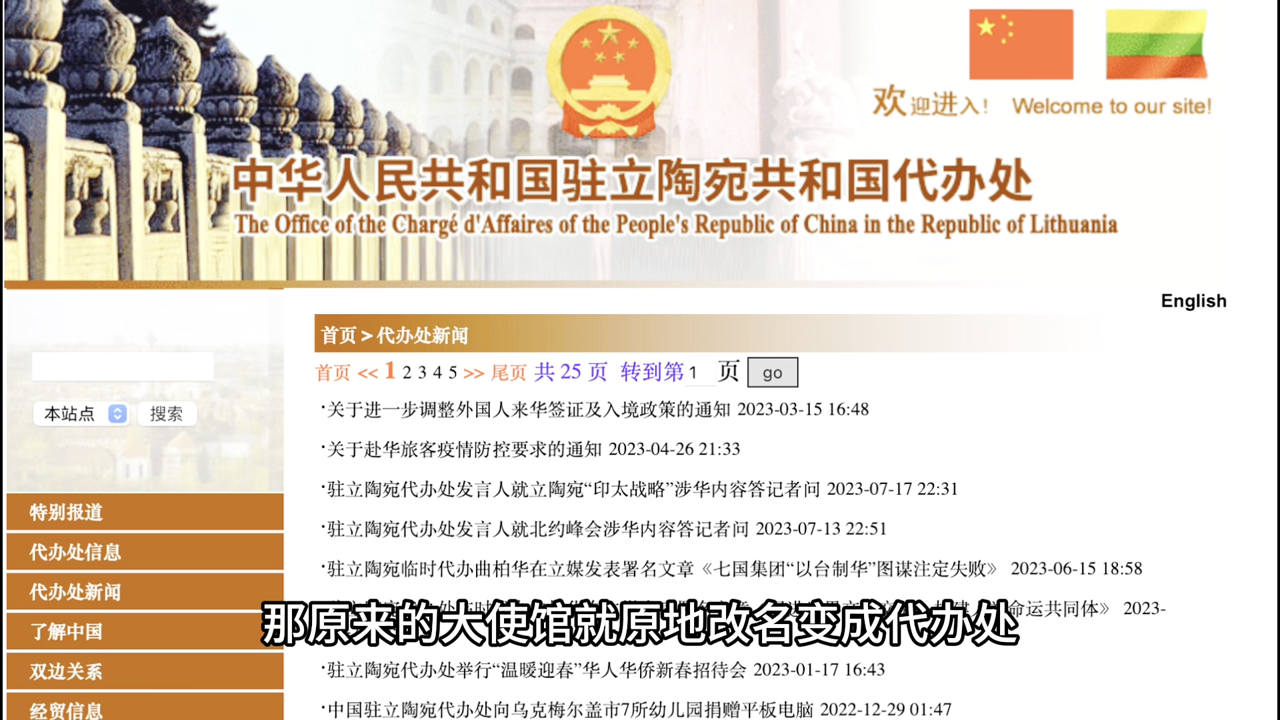 欢迎进入! Welcome to our site!
中华人民共和国驻立陶宛共和国代办处
The Office of the Chargé d'Affaires of the People's Republic of China in the Republic of Lithuania
English
首页 > 代办处新闻
首页 << 1 2 3 4 5 >> 尾页 共 25 页 转到第 1 页 go
·关于进一步调整外国人来华签证及入境政策的通知 2023-03-15 16:48
本站点 搜索
·关于赴华旅客疫情防控要求的通知 2023-04-26 21:33
·驻立陶宛代办处发言人就立陶宛“印太战略”涉华内容答记者问 2023-07-17 22:31
特别报道
·驻立陶宛代办处发言人就北约峰会涉华内容答记者问 2023-07-13 22:51
代办处信息
·驻立陶宛临时代办曲柏华在立媒发表署名文章《七国集团“以台制华”图谋注定失败》 2023-06-15 18:58
代办处新闻
命运共同体》 2023-
那原来的大使馆就原地改名变成代办处
了解中国
·驻立陶宛代办处举行“温暖迎春”华人华侨新春招待会 2023-01-17 16:43
双边关系
·中国驻立陶宛代办处向乌克梅尔盖市7所幼儿园捐赠平板电脑 2022-12-29 01:47
经贸信息